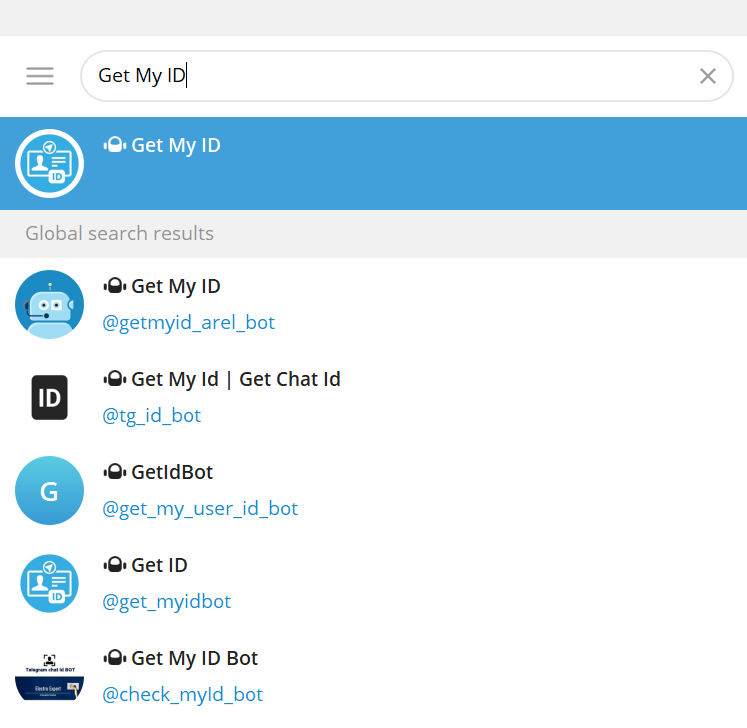 Get My ID
Get My ID
ID
Global search results
Get My ID
@getmyid_arel_bot
ID
Get My Id | Get Chat Id
@tg_id_bot
G
GetIdBot
@get_my_user_id_bot
Get ID
ID
@get_myidbot
Get My ID Bot
Telegram chat id BOT
Electro Expert
@check_myId_bot